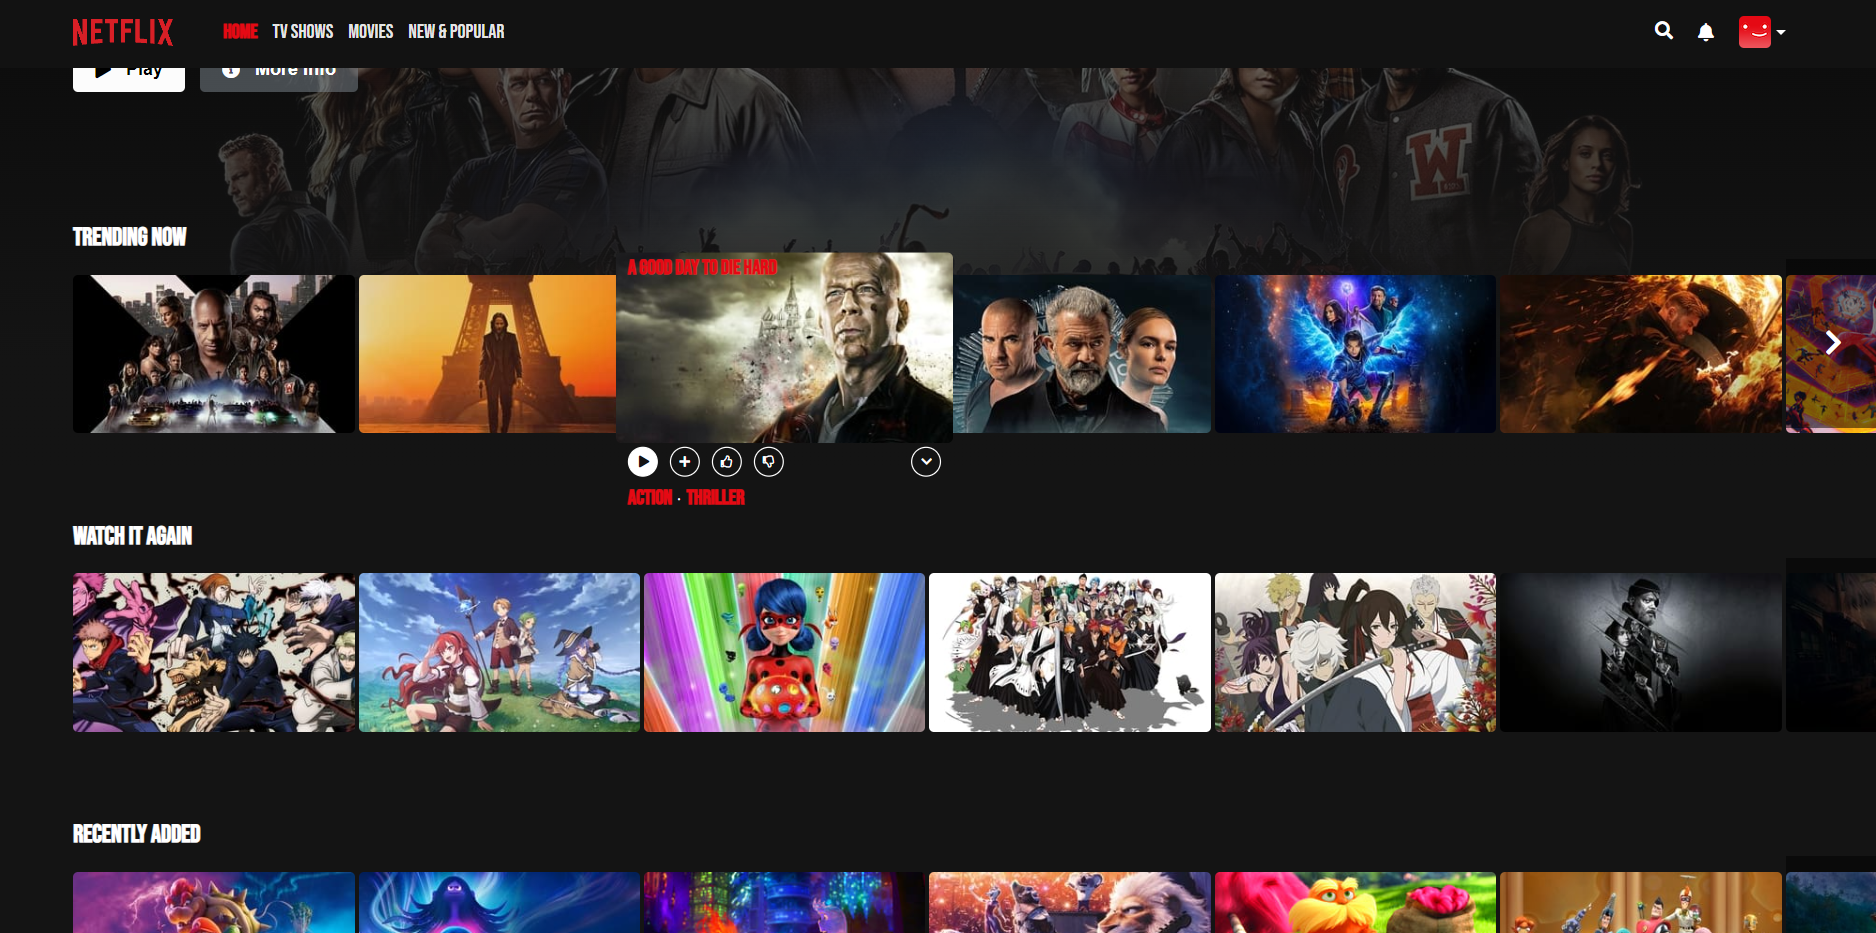 NETFLIX
HOME TV SHOWS MOVIES NEW & POPULAR
Play More Info
W
TRENDING NOW
A GOOD DAY TO DIE HARD
ACTION · THRILLER
WATCH IT AGAIN
RECENTLY ADDED